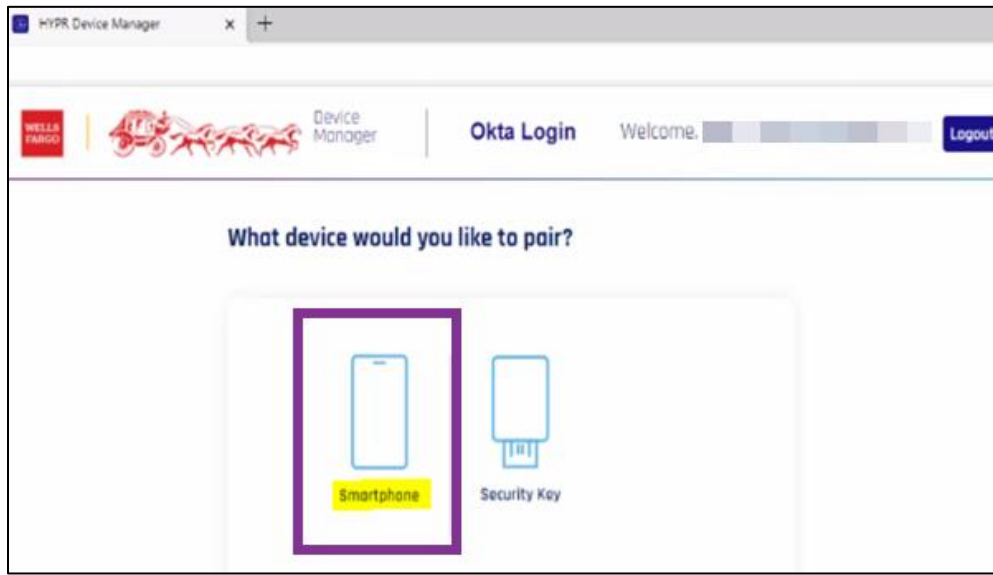 HYPR Device Manager
WELLS
FARGO
Device
Manager
Okta Login
Welcome,
Logout
What device would you like to pair?
Smartphone
Security Key